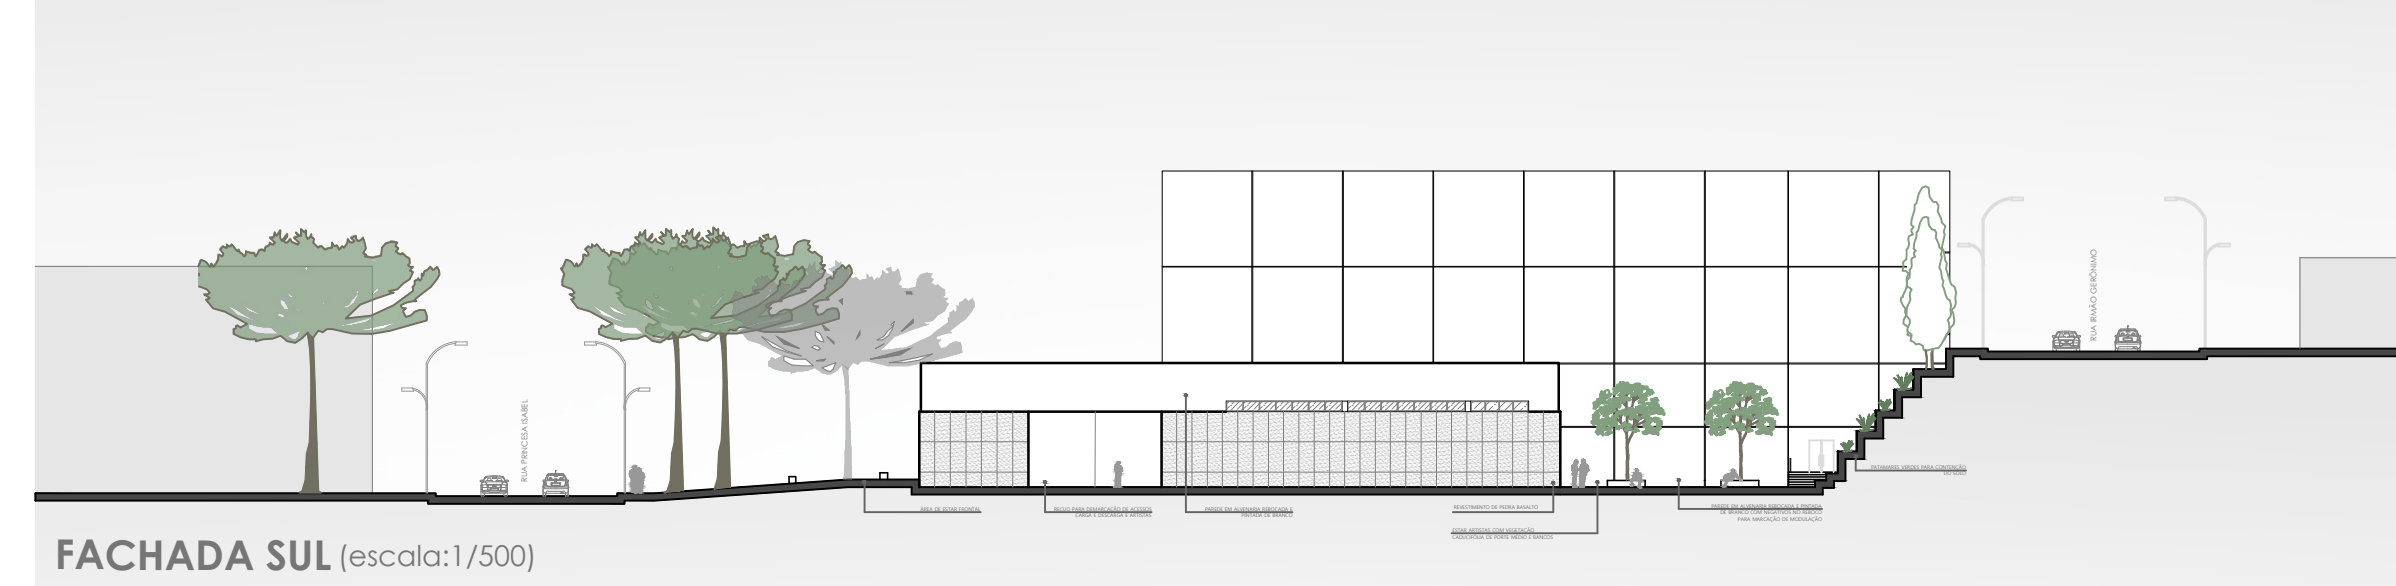 RUA PRINCESA ISABEL
RUA IRMÃO GERÔNIMO
PATAMARES VERDES PARA CONTENÇÃO
DO SOLO
ÁREA DE ESTAR FRONTAL
RECUO PARA DEMARCAÇÃO DE ACESSOS
CARGA E DESCARGA E ARTISTAS
PAREDE EM ALVENARIA REBOCADA E
PINTADA DE BRANCO
REVESTIMENTO DE PEDRA BASALTO
ESTAR ARTISTAS COM VEGETAÇÃO
CADUCIFÓLIA DE PORTE MÉDIO E BANCOS
PAREDE EM ALVENARIA REBOCADA E PINTADA
DE BRANCO COM NEGATIVOS NO REBOCO
PARA MARCAÇÃO DE MODULAÇÃO
FACHADA SUL (escala:1/500)